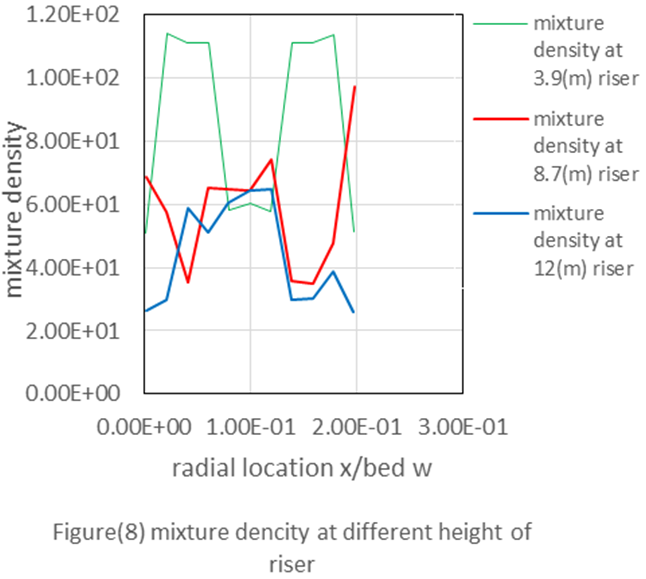 1.20E+02
1.00E+02
8.00E+01
6.00E+01
4.00E+01
2.00E+01
0.00E+00
mixture density
0.00E+00 1.00E-01 2.00E-01 3.00E-01
radial location x/bed w
mixture
density at
3.9(m) riser
mixture
density at
8.7(m) riser
mixture
density at
12(m) riser
Figure(8) mixture dencity at different height of
riser